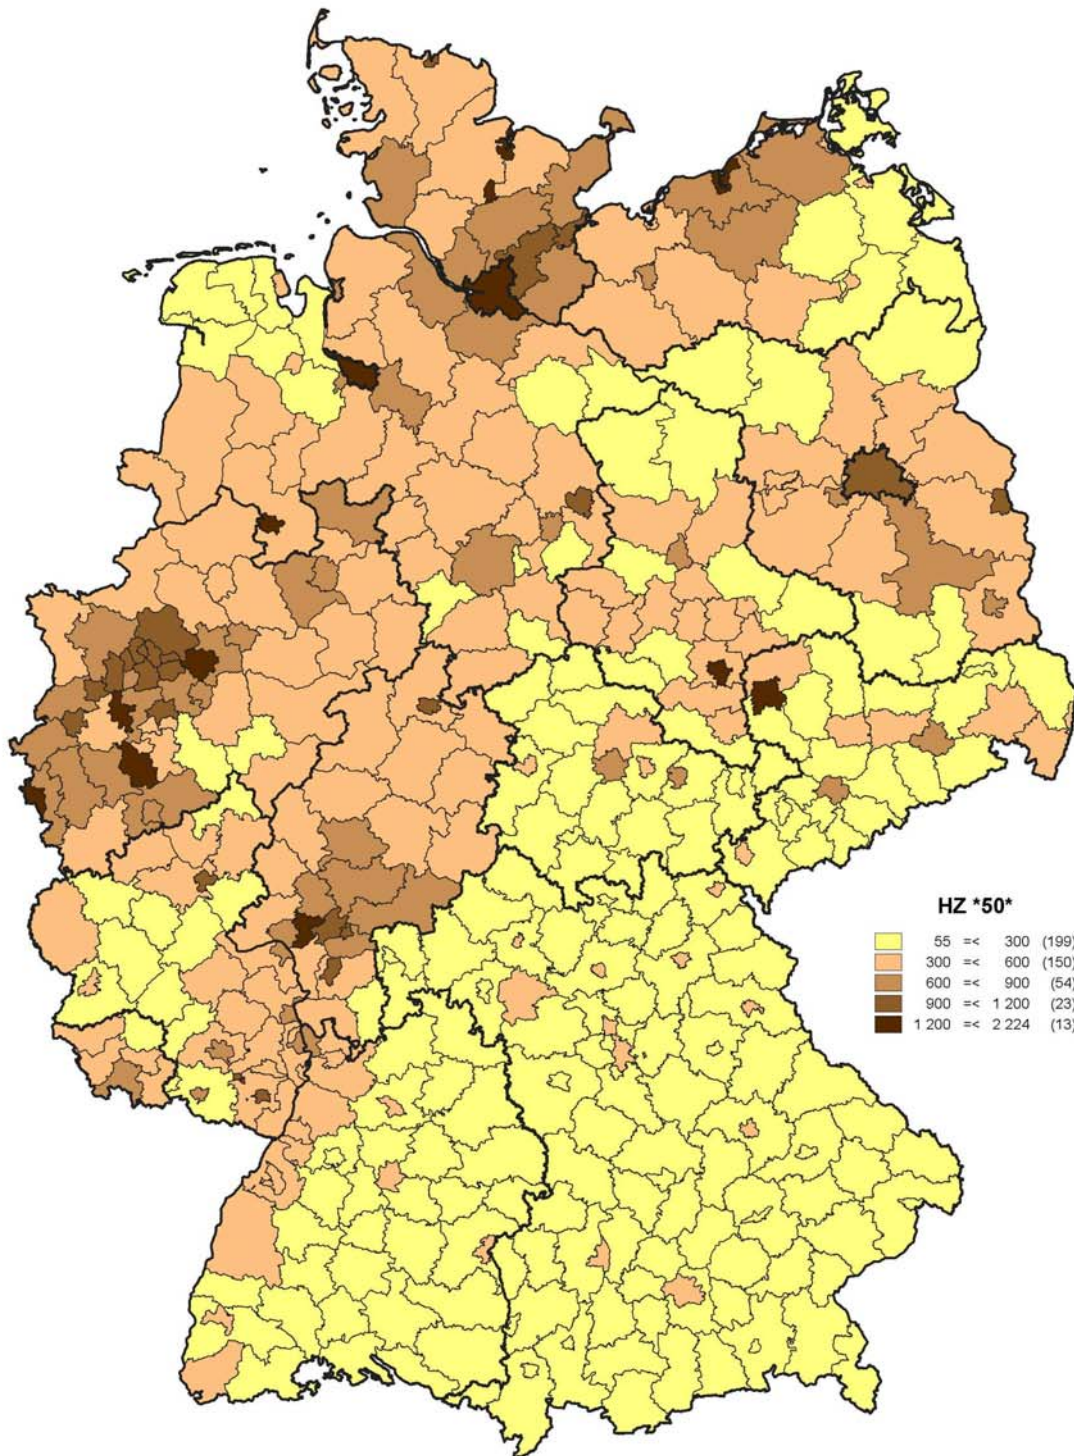 HZ *50*
55 =< 300 (199)
300 =< 600 (150)
600 =< 900 (54)
900 =< 1 200 (23)
1 200 =< 2 224 (13)